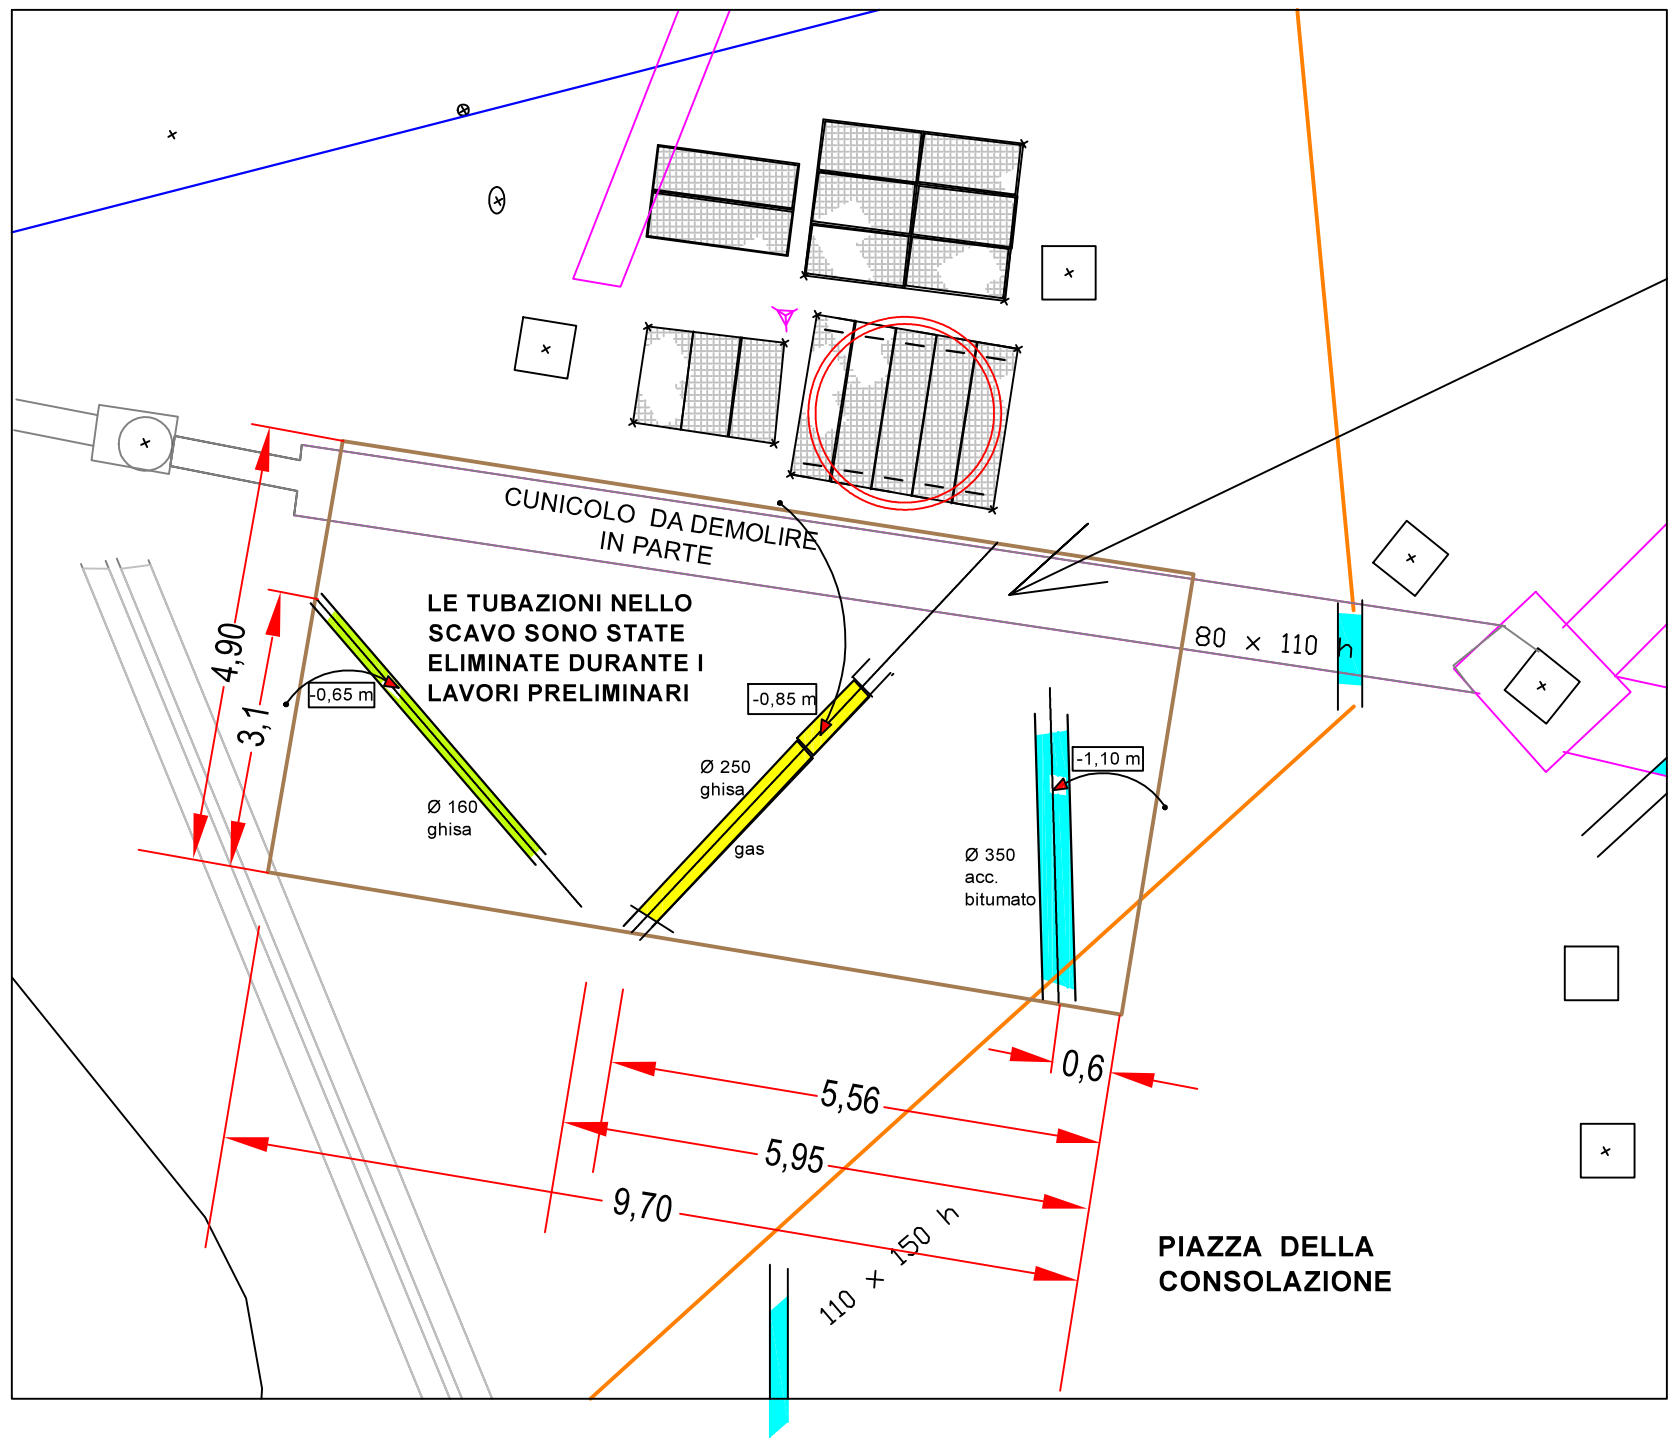 CUNICOLO DA DEMOLIRE
IN PARTE
LE TUBAZIONI NELLO
SCAVO SONO STATE
ELIMINATE DURANTE I
LAVORI PRELIMINARI
4,90
3,1
-0,65 m
-0,85 m
80 x 110 h
-1,10 m
Ø 250
ghisa
Ø 160
ghisa
gas
Ø 350
acc.
bitumato
0,6
5,56
5,95
9,70
110 x 150 h
PIAZZA DELLA
CONSOLAZIONE